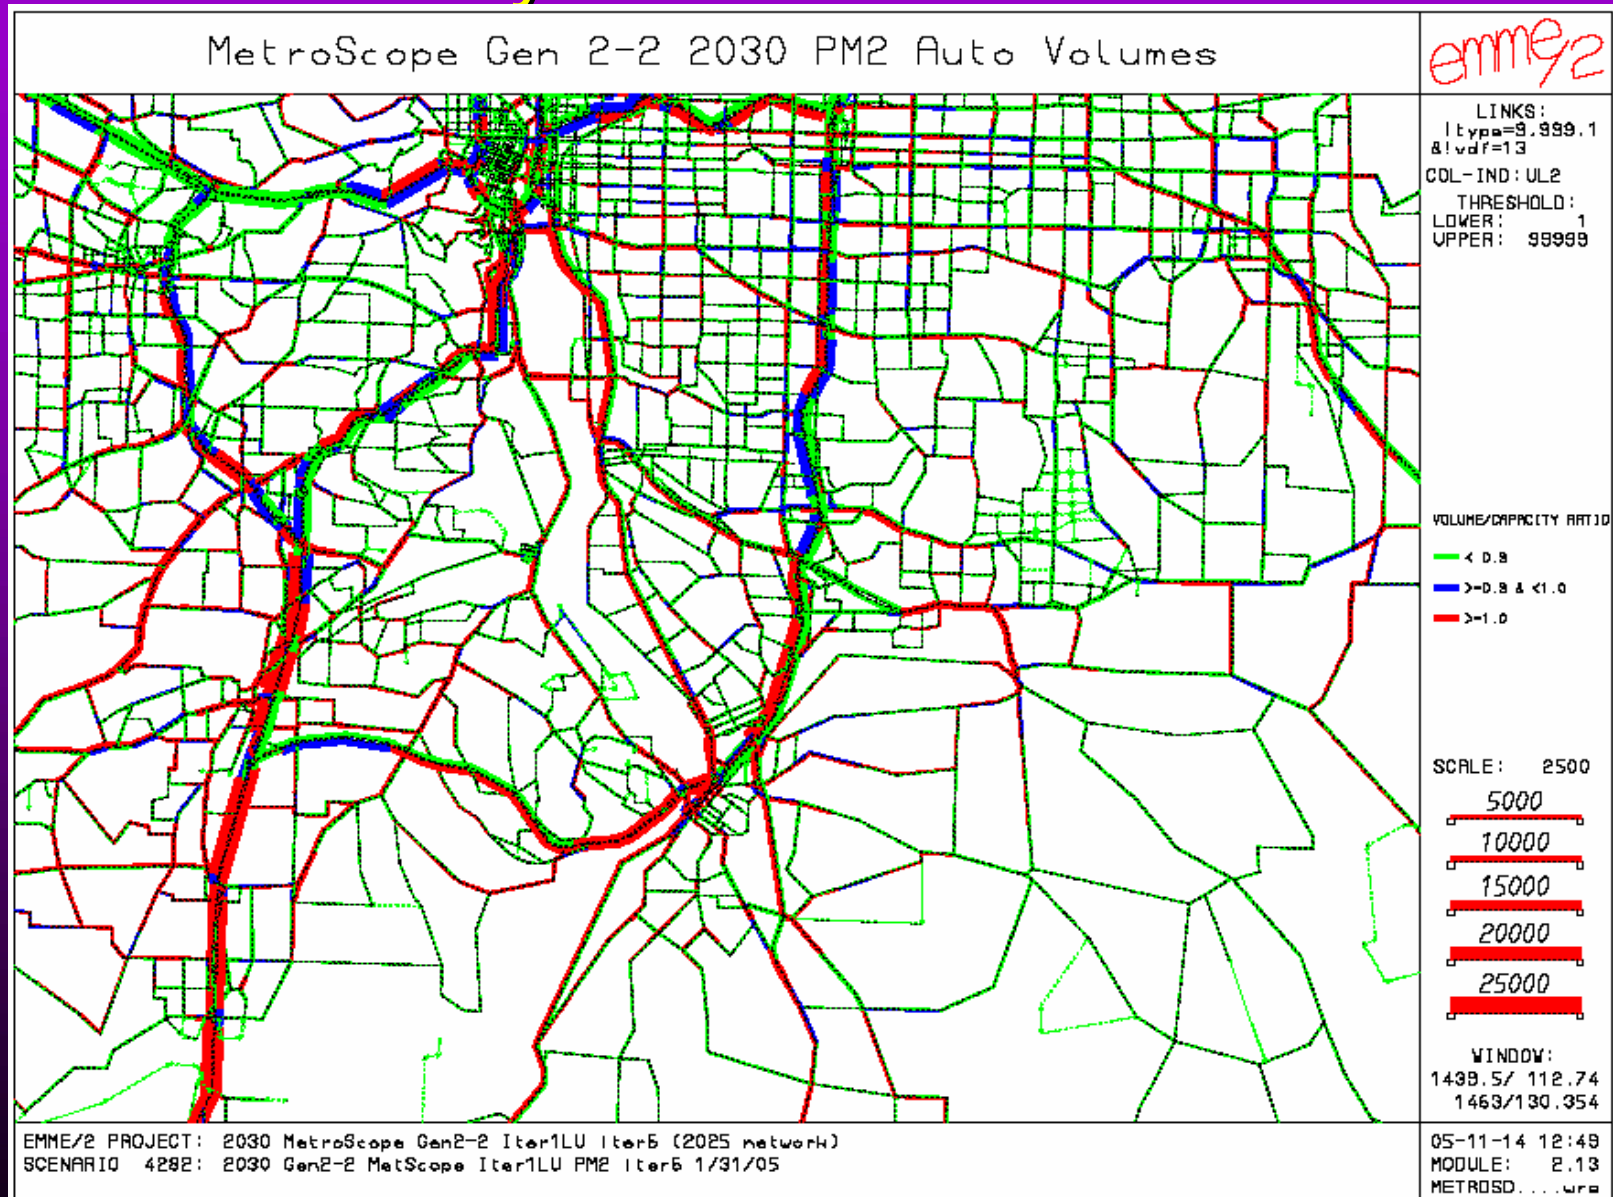 MetroScope Gen 2-2 2030 PM2 Auto Volumes
emme/2
LINKS:
ltype=9.999.1
&!vdf=13
COL-IND: UL2
THRESHOLD:
LOWER: 1
UPPER: 99999
VOLUME/CAPACITY RATIO
< 0.9
>=0.9 & <1.0
>=1.0
SCALE: 2500
5000
10000
15000
20000
25000
WINDOW:
1439.5/ 112.74
1463/130.354
EMME/2 PROJECT: 2030 MetroScope Gen2-2 Iter1LU Iter6 (2025 network)
SCENARIO 4282: 2030 Gen2-2 MetScope Iter1LU PM2 Iter6 1/31/05
05-11-14 12:49
MODULE: 2.13
METROSD....wra